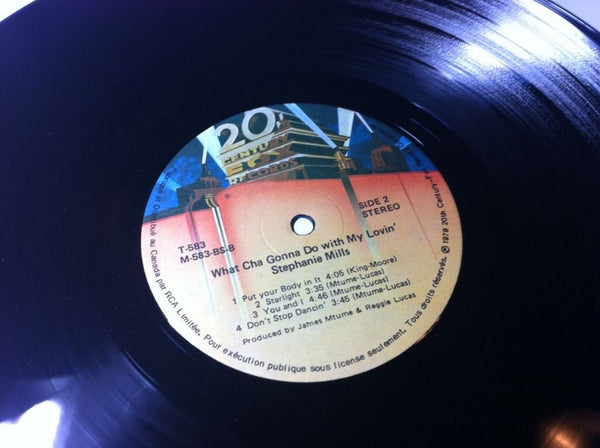 20th
CENTURY
FOX
RECORDS
SIDE 2
STEREO
T-583
M-583-BS-B
What Cha Gonna Do with My Lovin'
Stephanie Mills
1 Put your Body in It 4:05 (King-Moore)
2 Starlight 3:35 (Mtume-Lucas)
3 You and I 4:46 (Mtume-Lucas)
4 Don't Stop Dancin' 3:45 (Mtume-Lucas)
Produced by James Mtume & Reggie Lucas
et Distribué au Canada par RCA Limitée. Pour exécution publique sous license seulement. Tous droits réservés. ℗ 1979 20th Century